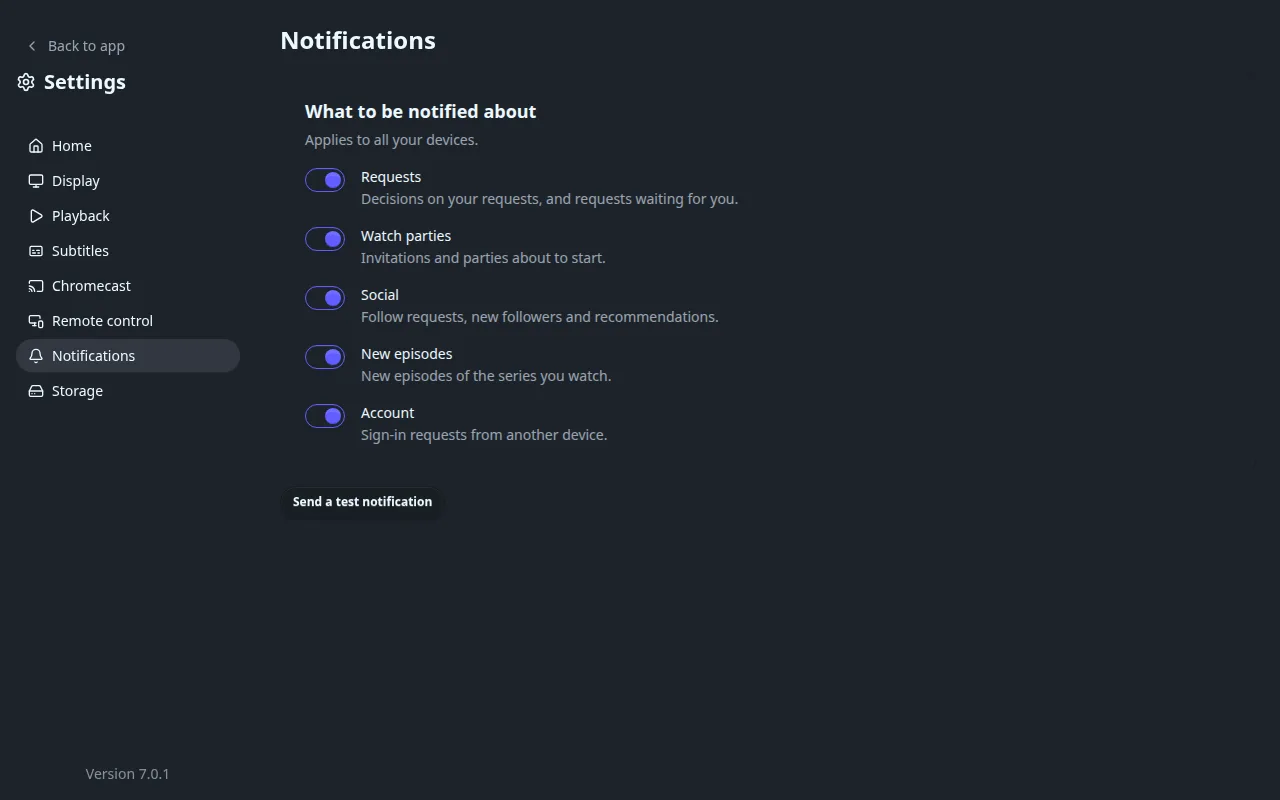 Back to app
Settings
Home
Display
Playback
Subtitles
Chromecast
Remote control
Notifications
Storage
Version 7.0.1
Notifications
What to be notified about
Applies to all your devices.
Requests
Decisions on your requests, and requests waiting for you.
Watch parties
Invitations and parties about to start.
Social
Follow requests, new followers and recommendations.
New episodes
New episodes of the series you watch.
Account
Sign-in requests from another device.
Send a test notification